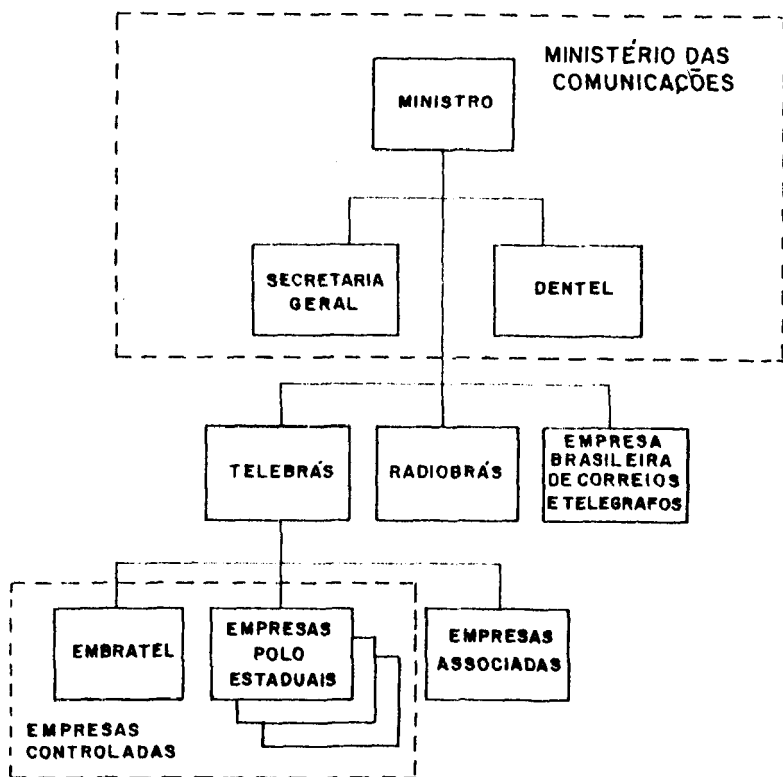 MINISTÉRIO DAS
COMUNICAÇÕES
MINISTRO
SECRETARIA
GERAL
DENTEL
TELEBRÁS
RADIOBRÁS
EMPRESA
BRASILEIRA
DE CORREIOS
E TELEGRAFOS
EMBRATEL
EMPRESAS
POLO
ESTADUAIS
EMPRESAS
ASSOCIADAS
EMPRESAS
CONTROLADAS